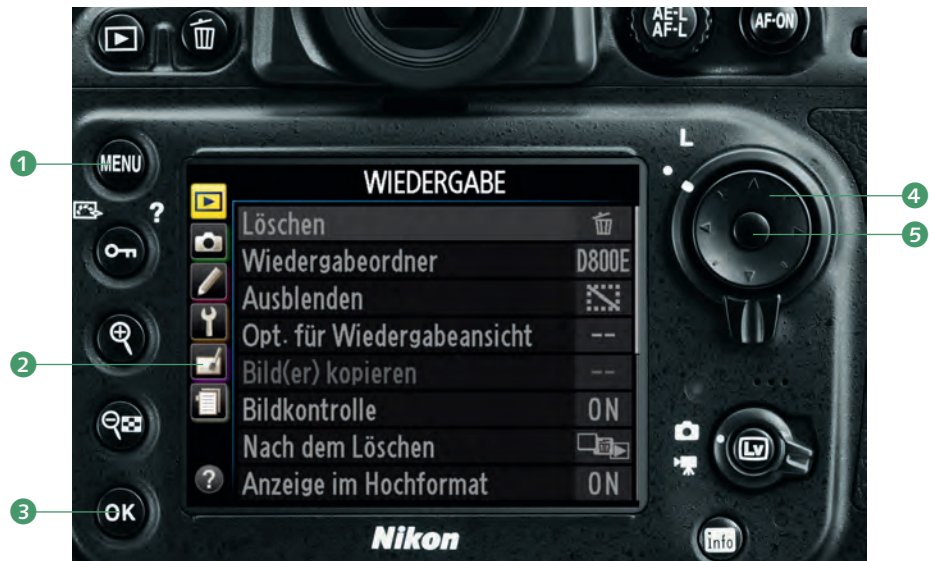 AE-L
AF-L
AF-ON
L
1
MENU
WIEDERGABE
?
Löschen
4
5
Wiedergabeordner D800E
Ausblenden
Opt. für Wiedergabeansicht --
2
Bild(er) kopieren --
Bildkontrolle ON
Nach dem Löschen
Lv
? Anzeige im Hochformat ON
3
OK
Nikon
info